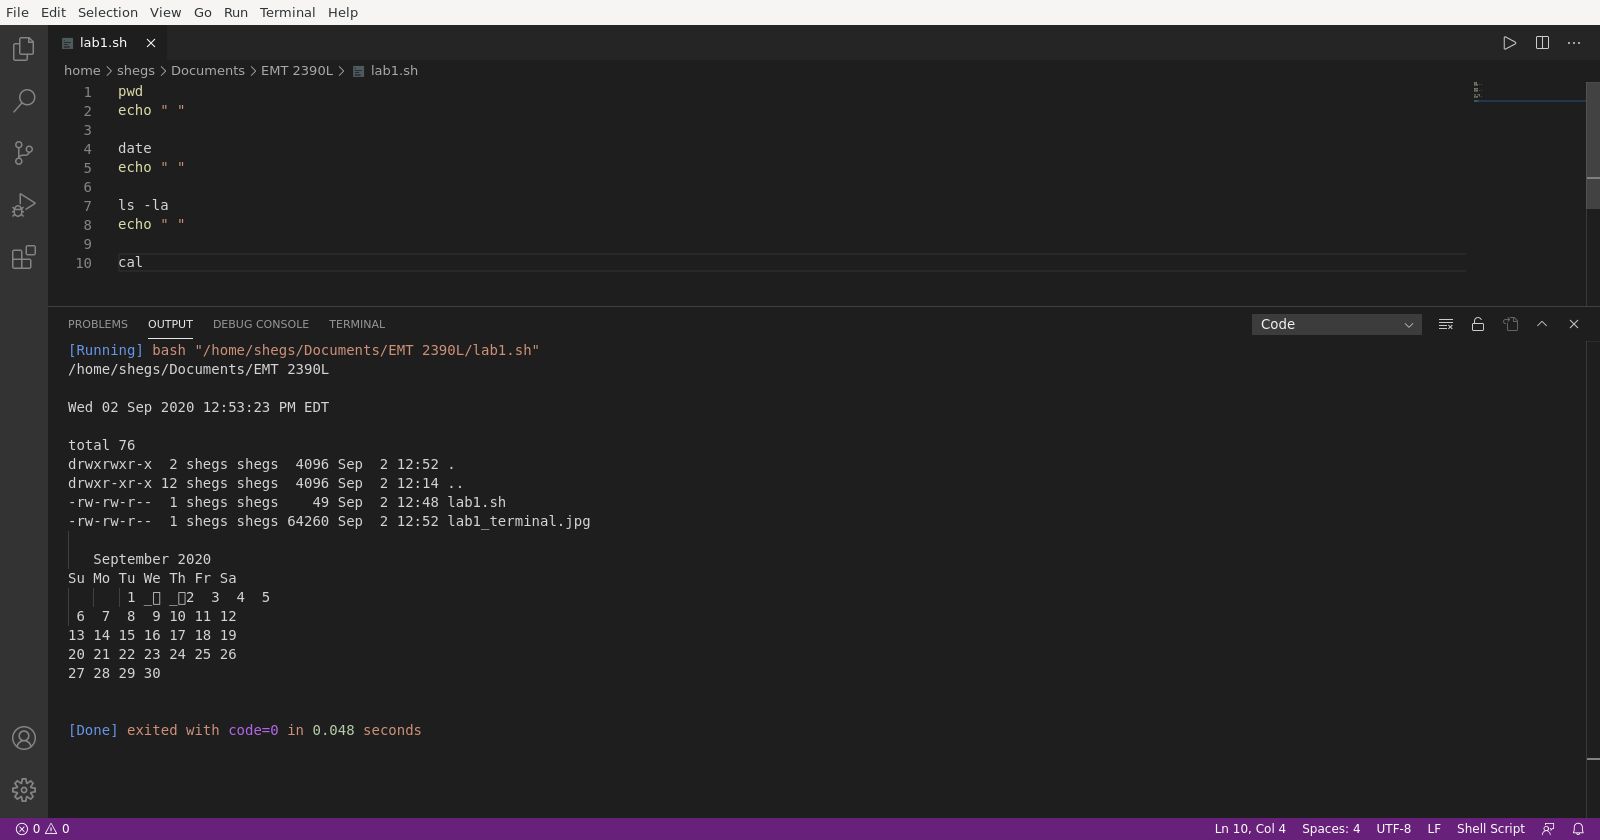 File Edit Selection View Go Run Terminal Help
lab1.sh
home shegs Documents EMT 2390L lab1.sh
1 pwd
2 echo " "
3
4 date
5 echo " "
6
7 ls -la
8 echo " "
9
10 cal
PROBLEMS OUTPUT DEBUG CONSOLE TERMINAL Code
[Running] bash "/home/shegs/Documents/EMT 2390L/lab1.sh"
/home/shegs/Documents/EMT 2390L
Wed 02 Sep 2020 12:53:23 PM EDT
total 76
drwxrwxr-x  2 shegs shegs  4096 Sep  2 12:52 .
drwxr-xr-x 12 shegs shegs  4096 Sep  2 12:14 ..
-rw-rw-r--  1 shegs shegs    49 Sep  2 12:48 lab1.sh
-rw-rw-r--  1 shegs shegs 64260 Sep  2 12:52 lab1_terminal.jpg
September 2020
Su Mo Tu We Th Fr Sa
1 _▯ _▯2  3  4  5
6  7  8  9 10 11 12
13 14 15 16 17 18 19
20 21 22 23 24 25 26
27 28 29 30
[Done] exited with code=0 in 0.048 seconds
0 0 Ln 10, Col 4 Spaces: 4 UTF-8 LF Shell Script